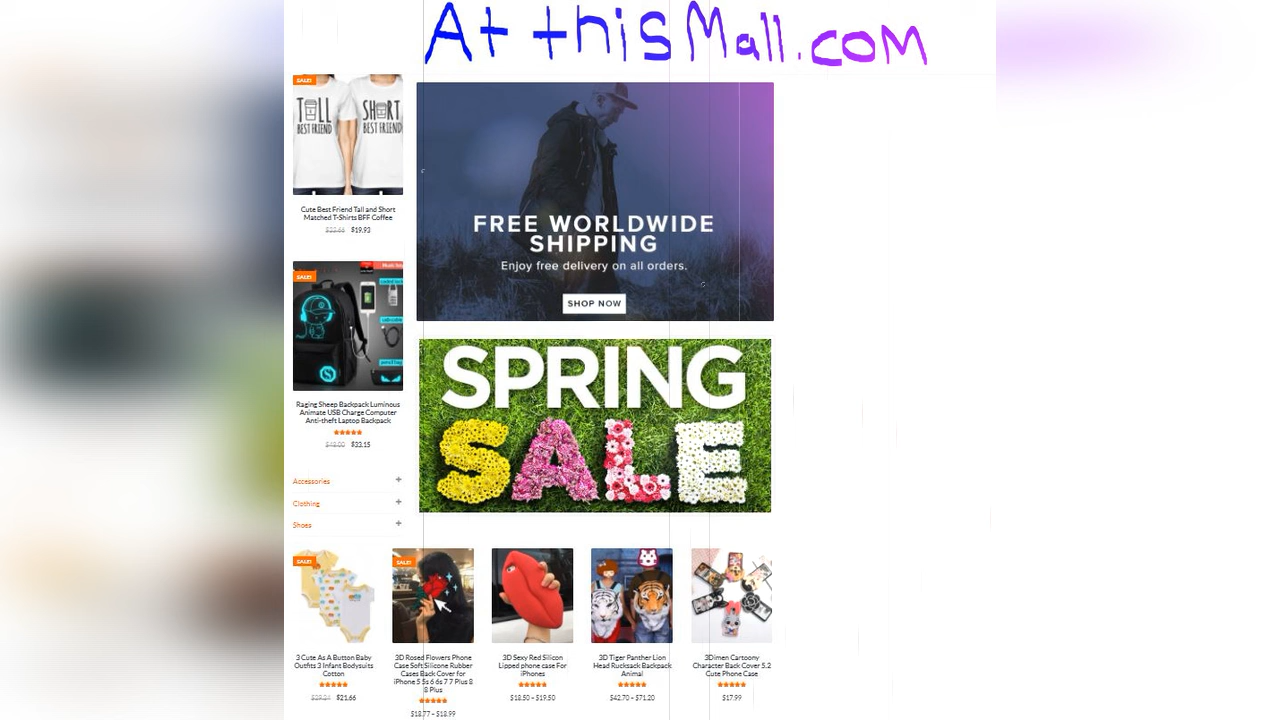 At thisMall.com
SALE!
TALL SHORT
BEST FRIEND BEST FRIEND
Cute Best Friend Tall and Short
Matched T-Shirts BFF Coffee
$19.93
SALE!
Raging Sheep Backpack Luminous
Animate USB Charge Computer
Anti-theft Laptop Backpack
$48.00 $33.15
Accessories +
Clothing +
Shoes +
FREE WORLDWIDE
SHIPPING
Enjoy free delivery on all orders.
SHOP NOW
SPRING
SALE
SALE!
3 Cute As A Button Baby
Outfits 3 Infant Bodysuits
Cotton
$21.66
SALE!
3D Rosed Flowers Phone
Case Soft Silicone Rubber
Cases Back Cover for
iPhone 5 5s 6 6s 7 7 Plus 8
8 Plus
$18.77 – $18.99
3D Sexy Red Silicon
Lipped phone case For
iPhones
$18.50 – $19.50
3D Tiger Panther Lion
Head Rucksack Backpack
Animal
$42.70 – $71.20
3Dimen Cartoony
Character Back Cover 5.2
Cute Phone Case
$17.99